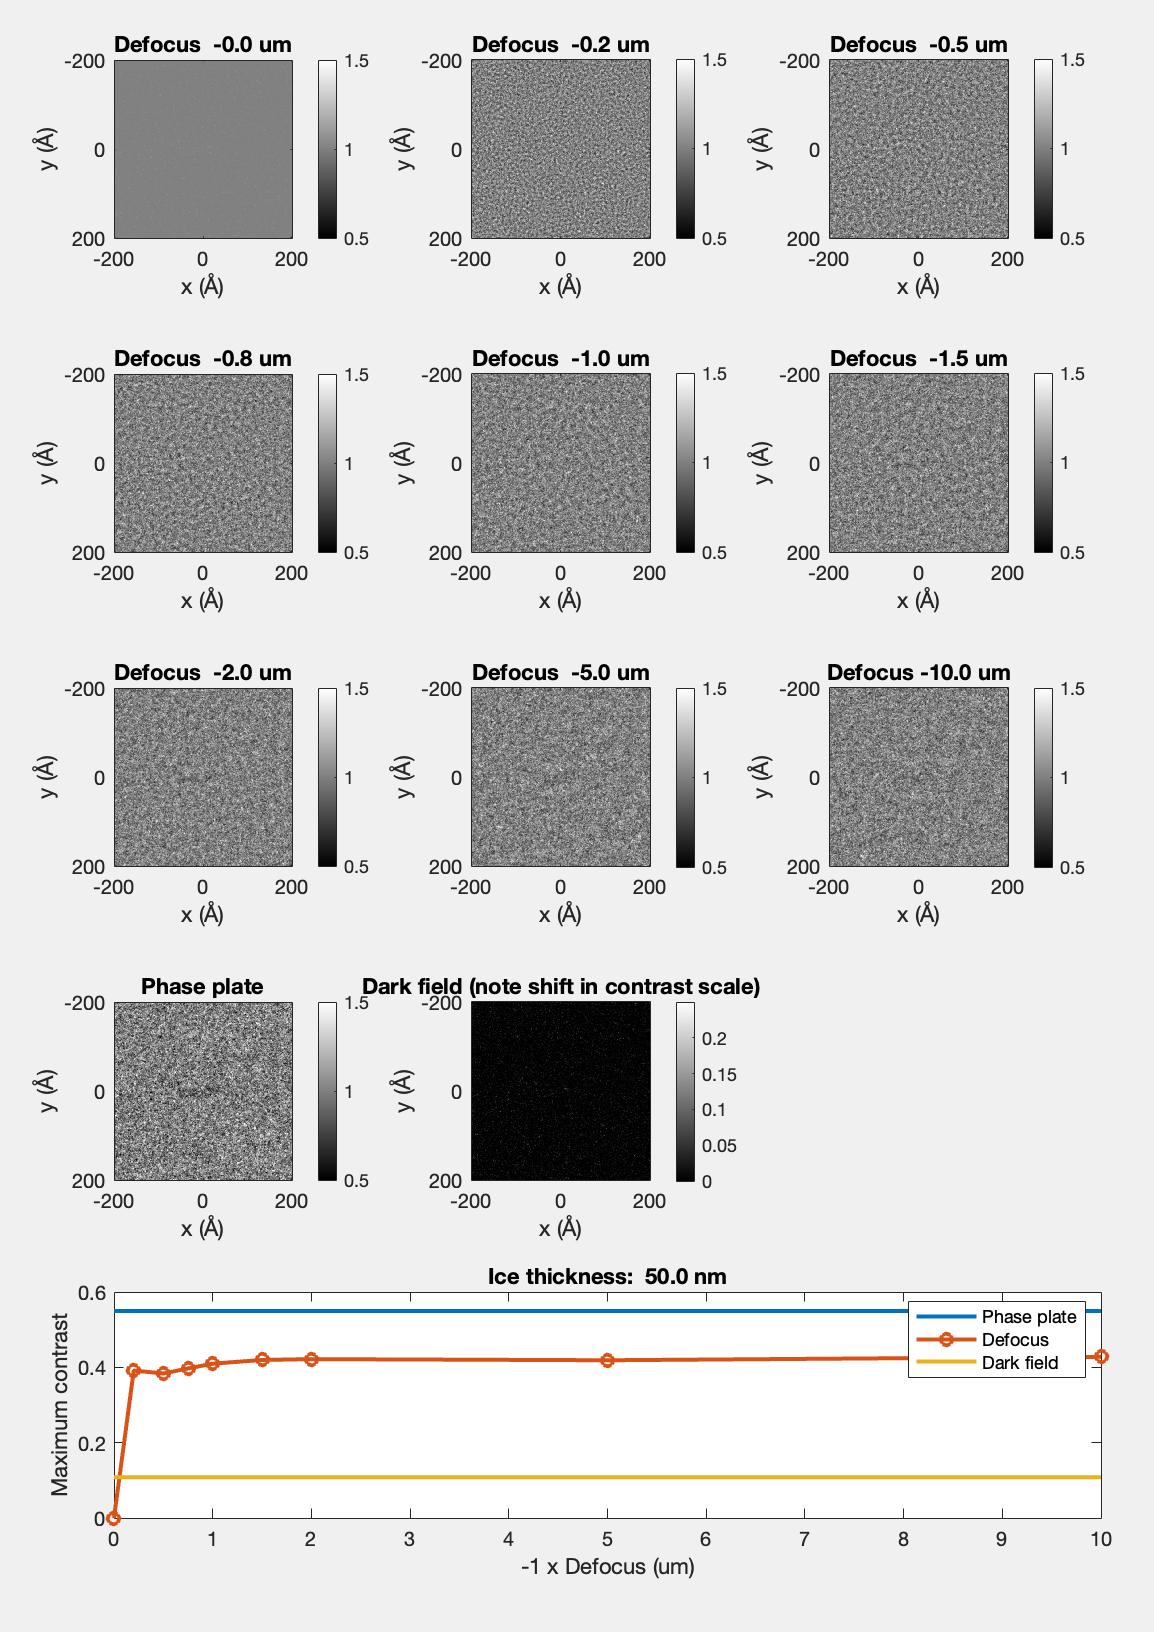 Defocus  -0.0 um
-200
0
200
y (Å)
-200 0 200
x (Å)
1.5
1
0.5
Defocus  -0.2 um
-200
0
200
y (Å)
-200 0 200
x (Å)
1.5
1
0.5
Defocus  -0.5 um
-200
0
200
y (Å)
-200 0 200
x (Å)
1.5
1
0.5
Defocus  -0.8 um
-200
0
200
y (Å)
-200 0 200
x (Å)
1.5
1
0.5
Defocus  -1.0 um
-200
0
200
y (Å)
-200 0 200
x (Å)
1.5
1
0.5
Defocus  -1.5 um
-200
0
200
y (Å)
-200 0 200
x (Å)
1.5
1
0.5
Defocus  -2.0 um
-200
0
200
y (Å)
-200 0 200
x (Å)
1.5
1
0.5
Defocus  -5.0 um
-200
0
200
y (Å)
-200 0 200
x (Å)
1.5
1
0.5
Defocus -10.0 um
-200
0
200
y (Å)
-200 0 200
x (Å)
1.5
1
0.5
Phase plate
-200
0
200
y (Å)
-200 0 200
x (Å)
1.5
1
0.5
Dark field (note shift in contrast scale)
-200
0
200
y (Å)
-200 0 200
x (Å)
0.2
0.15
0.1
0.05
0
Ice thickness:  50.0 nm
0.6
0.4
0.2
0
Maximum contrast
Phase plate
Defocus
Dark field
0 1 2 3 4 5 6 7 8 9 10
-1 x Defocus (um)